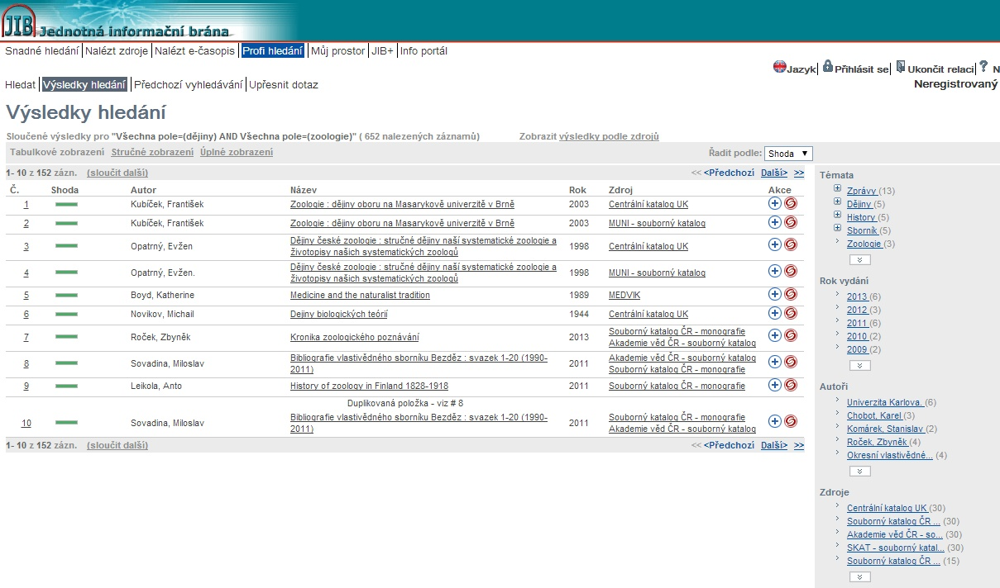 JIB Jednotná informační brána
Snadné hledání Nalézt zdroje Nalézt e-časopis Profi hledání Můj prostor JIB+ Info portál
Jazyk Přihlásit se Ukončit relaci ? N
Hledat Výsledky hledání Předchozí vyhledávání Upřesnit dotaz
Neregistrovaný
Výsledky hledání
Sloučené výsledky pro "Všechna pole=(dějiny) AND Všechna pole=(zoologie)" ( 652 nalezených záznamů) Zobrazit výsledky podle zdrojů
Tabulkové zobrazení Stručné zobrazení Úplné zobrazení Řadit podle: Shoda
1- 10 z 152 zázn. (sloučit další) << <Předchozí Další> >>
Č. Shoda Autor Název Rok Zdroj Akce
1 Kubíček, František Zoologie : dějiny oboru na Masarykově univerzitě v Brně 2003 Centrální katalog UK
2 Kubíček, František Zoologie : dějiny oboru na Masarykově univerzitě v Brně 2003 MUNI - souborný katalog
3 Opatrný, Evžen Dějiny české zoologie : stručné dějiny naší systematické zoologie a 1998 Centrální katalog UK
životopisy našich systematických zoologů
4 Opatrný, Evžen. Dějiny české zoologie : stručné dějiny naší systematické zoologie a 1998 MUNI - souborný katalog
životopisy našich systematických zoologů
5 Boyd, Katherine Medicine and the naturalist tradition 1989 MEDVIK
6 Novikov, Michail Dejiny biologických teórií 1944 Centrální katalog UK
7 Roček, Zbyněk Kronika zoologického poznávání 2013 Souborný katalog ČR - monografie
Akademie věd ČR - souborný katalog
8 Sovadina, Miloslav Bibliografie vlastivědného sborníku Bezděz : svazek 1-20 (1990- 2011 Akademie věd ČR - souborný katalog
2011) Souborný katalog ČR - monografie
9 Leikola, Anto History of zoology in Finland 1828-1918 2011 Souborný katalog ČR - monografie
Duplikovaná položka - viz # 8
10 Sovadina, Miloslav Bibliografie vlastivědného sborníku Bezděz : svazek 1-20 (1990- 2011 Souborný katalog ČR - monografie
2011) Akademie věd ČR - souborný katalog
1- 10 z 152 zázn. (sloučit další) << <Předchozí Další> >>
Témata
Zprávy (13)
Dějiny (5)
History (5)
Sborník (5)
Zoologie (3)
Rok vydání
2013 (6)
2012 (3)
2011 (6)
2010 (2)
2009 (2)
Autoři
Univerzita Karlova. (6)
Chobot, Karel (3)
Komárek, Stanislav (2)
Roček, Zbyněk (4)
Okresní vlastivědné... (4)
Zdroje
Centrální katalog UK (30)
Souborný katalog ČR ... (30)
Akademie věd ČR - so... (30)
SKAT - souborný katal... (30)
Souborný katalog ČR ... (15)